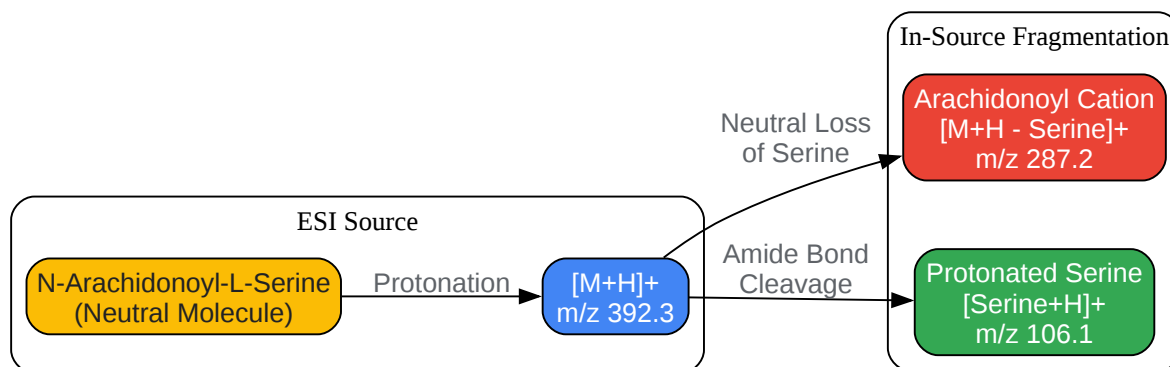 In-Source Fragmentation
Arachidonoyl Cation
[M+H - Serine]+
m/z 287.2
Neutral Loss
of Serine
ESI Source
N-Arachidonoyl-L-Serine
(Neutral Molecule)
Protonation
[M+H]+
m/z 392.3
Amide Bond
Cleavage
Protonated Serine
[Serine+H]+
m/z 106.1